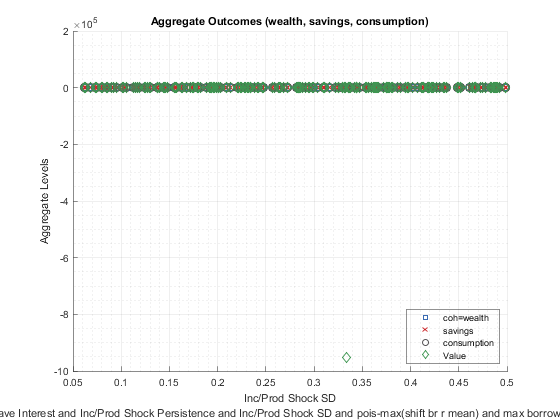 Aggregate Outcomes (wealth, savings, consumption)
×10^5
2
0
-2
-4
-6
-8
-10
Aggregate Levels
coh=wealth
savings
consumption
Value
0.05 0.1 0.15 0.2 0.25 0.3 0.35 0.4 0.45 0.5
Inc/Prod Shock SD
ave Interest and Inc/Prod Shock Persistence and Inc/Prod Shock SD and pois-max(shift br r mean) and max borrow